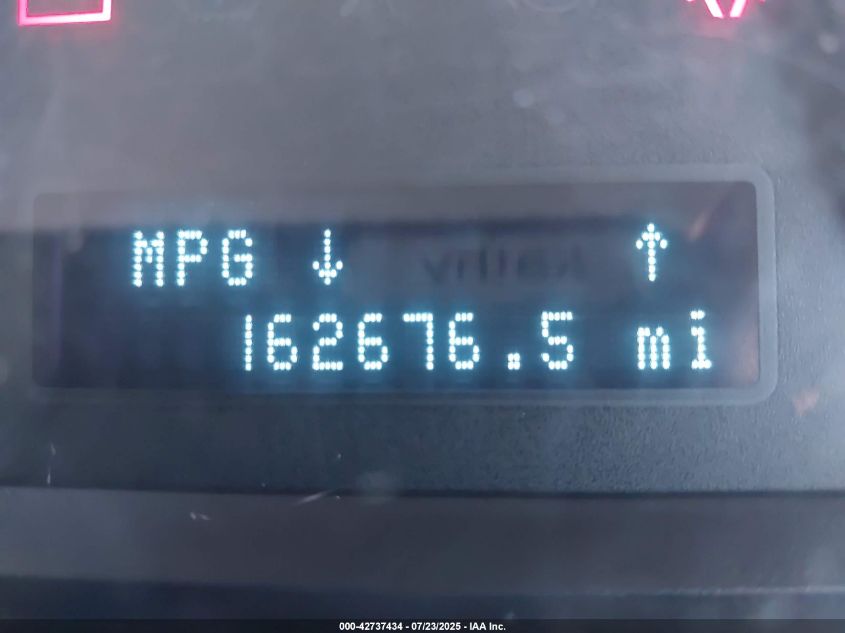 MPG ↓ ↑
162676.5 mi
000-42737434 - 07/23/2025 - IAA Inc.